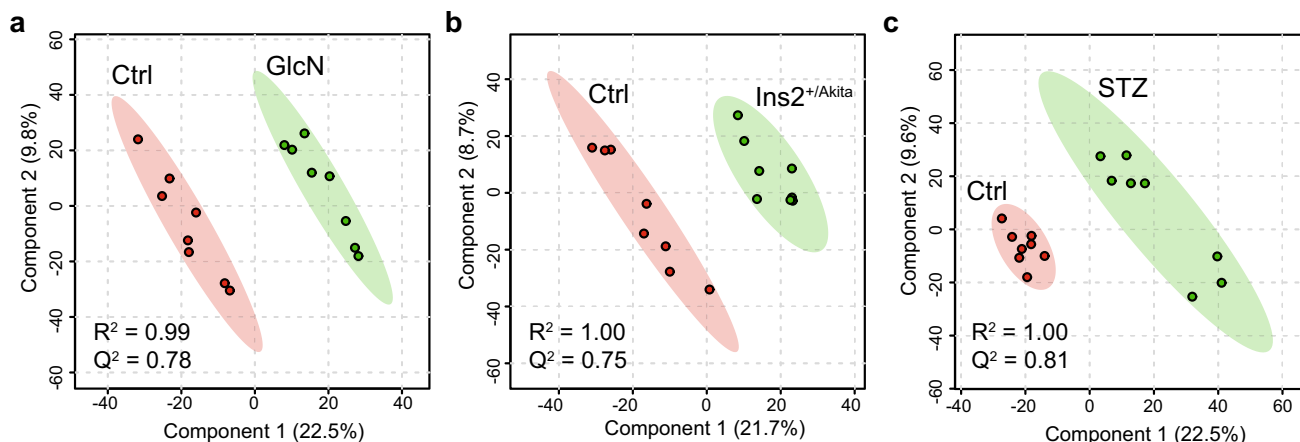 a
Ctrl
GlcN
Component 2 (9.8%)
60
40
20
0
-20
-40
-60
R² = 0.99
Q² = 0.78
-40 -20 0 20 40
Component 1 (22.5%)
b
Ctrl
Ins2+/Akita
Component 2 (8.7%)
60
40
20
0
-20
-40
-60
R² = 1.00
Q² = 0.75
-40 -20 0 20 40
Component 1 (21.7%)
c
STZ
Ctrl
Component 2 (9.6%)
60
40
20
0
-20
-40
-60
R² = 1.00
Q² = 0.81
-40 -20 0 20 40 60
Component 1 (22.5%)